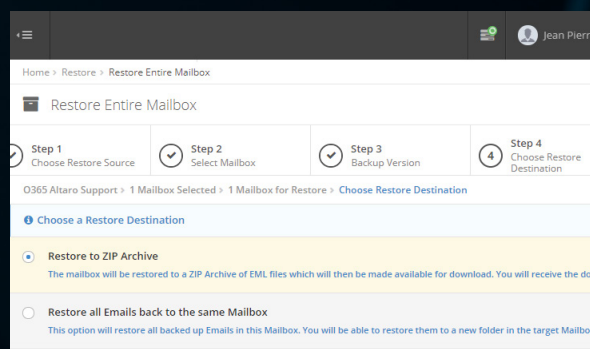 Jean Pierr
Home > Restore > Restore Entire Mailbox
Restore Entire Mailbox
Step 1
Choose Restore Source
Step 2
Select Mailbox
Step 3
Backup Version
4
Step 4
Choose Restore
Destination
O365 Altaro Support > 1 Mailbox Selected > 1 Mailbox for Restore > Choose Restore Destination
Choose a Restore Destination
Restore to ZIP Archive
The mailbox will be restored to a ZIP Archive of EML files which will then be made available for download. You will receive the do
Restore all Emails back to the same Mailbox
This option will restore all backed up Emails in this Mailbox. You will be able to restore them to a new folder in the target Mailbo